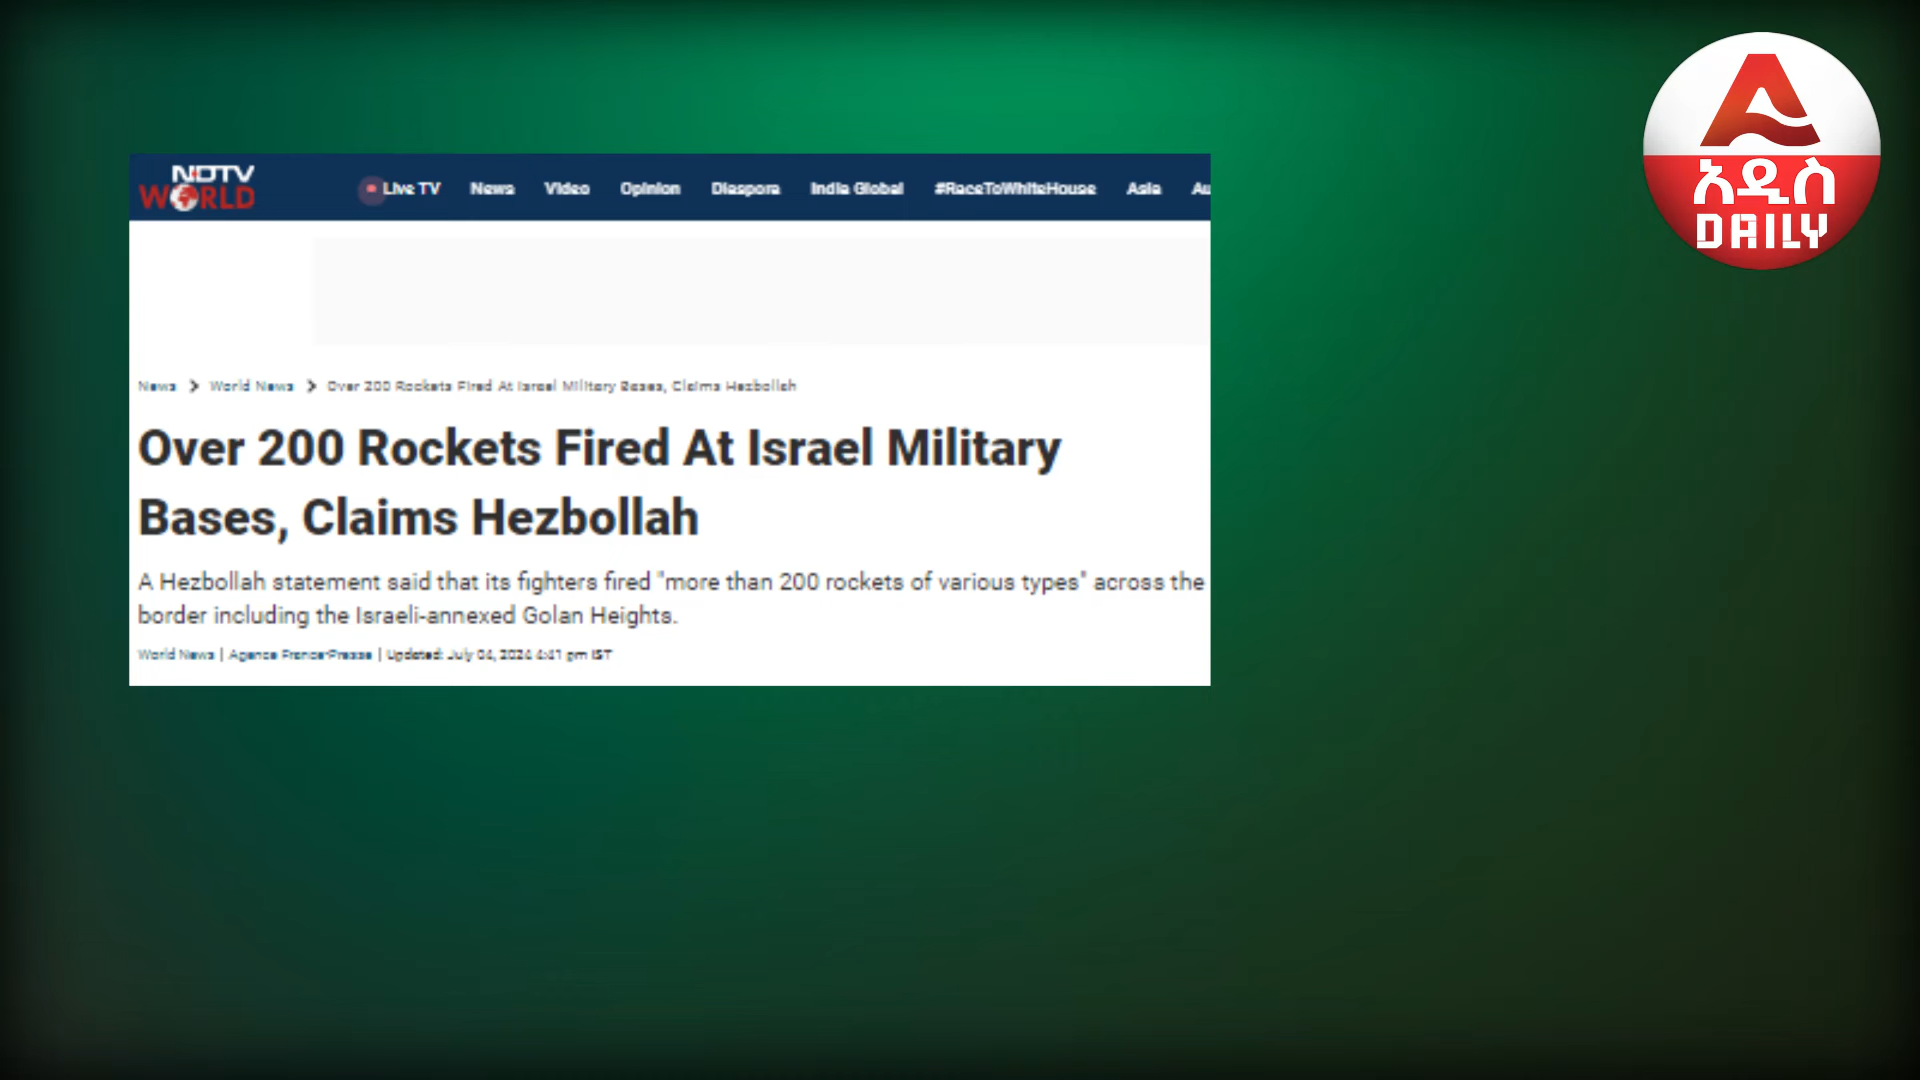 NDTV
WORLD
Live TV News Video Opinion Diaspora India Global #RaceToWhiteHouse Asia Au
አዲስ
DAILY
News > World News > Over 200 Rockets Fired At Israel Military Bases, Claims Hezbollah
Over 200 Rockets Fired At Israel Military
Bases, Claims Hezbollah
A Hezbollah statement said that its fighters fired "more than 200 rockets of various types" across the
border including the Israeli-annexed Golan Heights.
World News | Agence France-Presse | Updated: July 04, 2024 4:41 pm IST